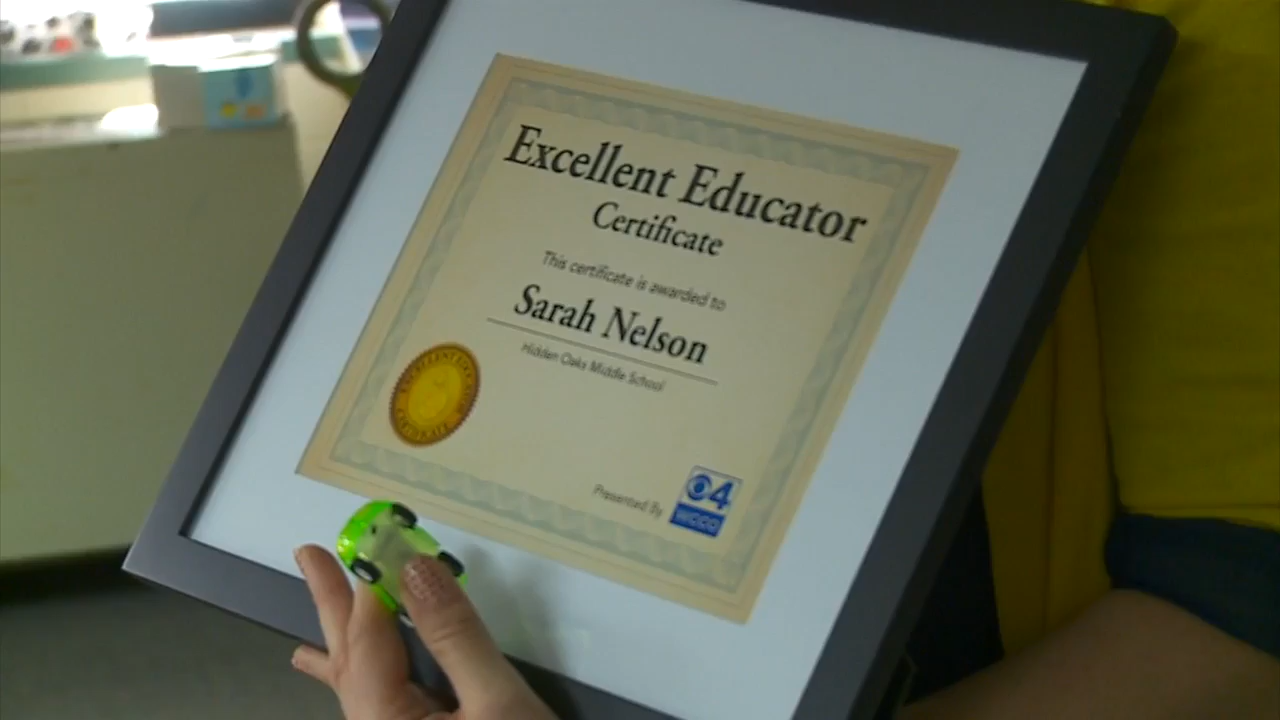 Excellent Educator
Certificate
This certificate is awarded to
Sarah Nelson
Hidden Oaks Middle School
Presented By
4
WCCO